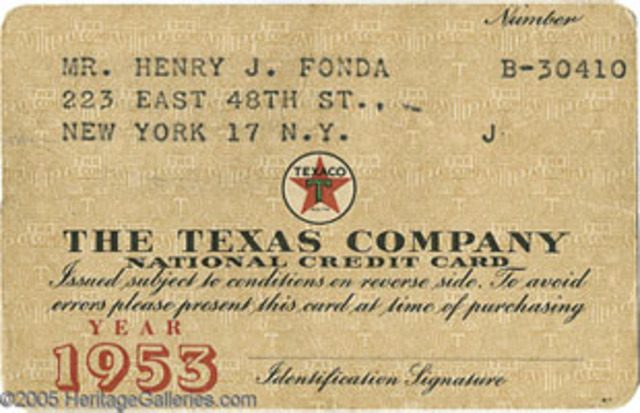 Number
MR. HENRY J. FONDA B-30410
223 EAST 48TH ST.,
NEW YORK 17 N.Y. J
TEXACO
T
THE TEXAS COMPANY
NATIONAL CREDIT CARD
Issued subject to conditions on reverse side. To avoid
errors please present this card at time of purchasing
YEAR
1953
Identification Signature
©2005 HeritageGalleries.com